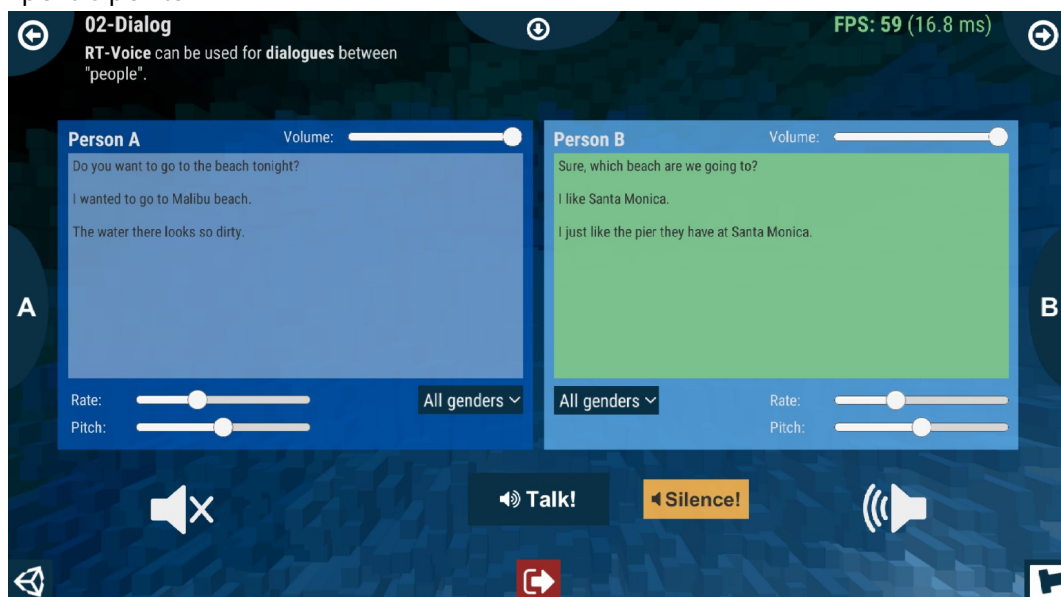 02-Dialog
RT-Voice can be used for dialogues between
"people".
FPS: 59 (16.8 ms)
Person A
Volume:
Do you want to go to the beach tonight?
I wanted to go to Malibu beach.
The water there looks so dirty.
Rate:
Pitch:
All genders
Person B
Volume:
Sure, which beach are we going to?
I like Santa Monica.
I just like the pier they have at Santa Monica.
All genders
Rate:
Pitch:
A
B
Talk!
Silence!